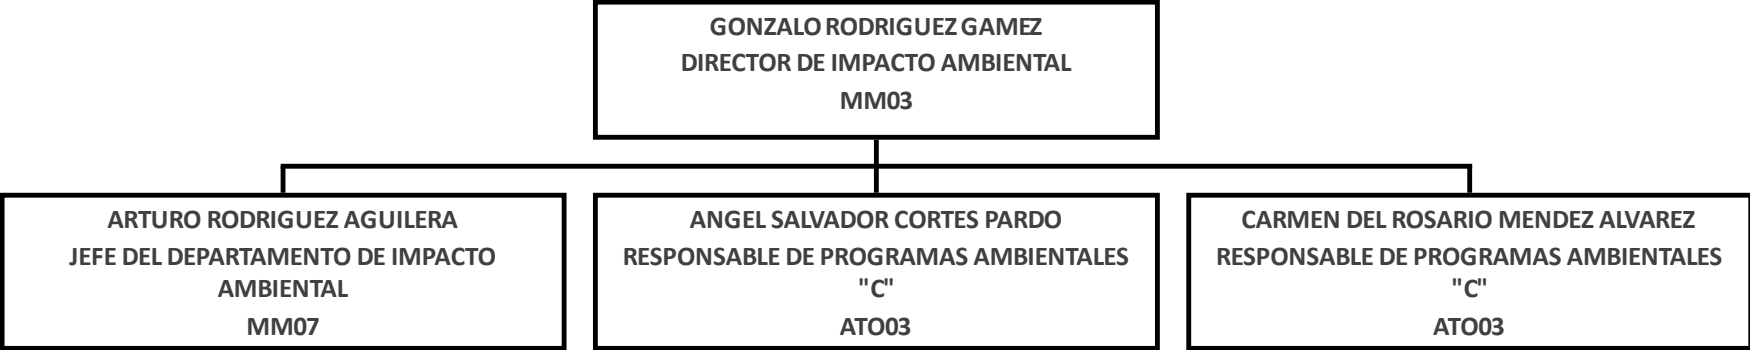 GONZALO RODRIGUEZ GAMEZ
DIRECTOR DE IMPACTO AMBIENTAL
MM03
ARTURO RODRIGUEZ AGUILERA
JEFE DEL DEPARTAMENTO DE IMPACTO
AMBIENTAL
MM07
ANGEL SALVADOR CORTES PARDO
RESPONSABLE DE PROGRAMAS AMBIENTALES
"C"
ATO03
CARMEN DEL ROSARIO MENDEZ ALVAREZ
RESPONSABLE DE PROGRAMAS AMBIENTALES
"C"
ATO03